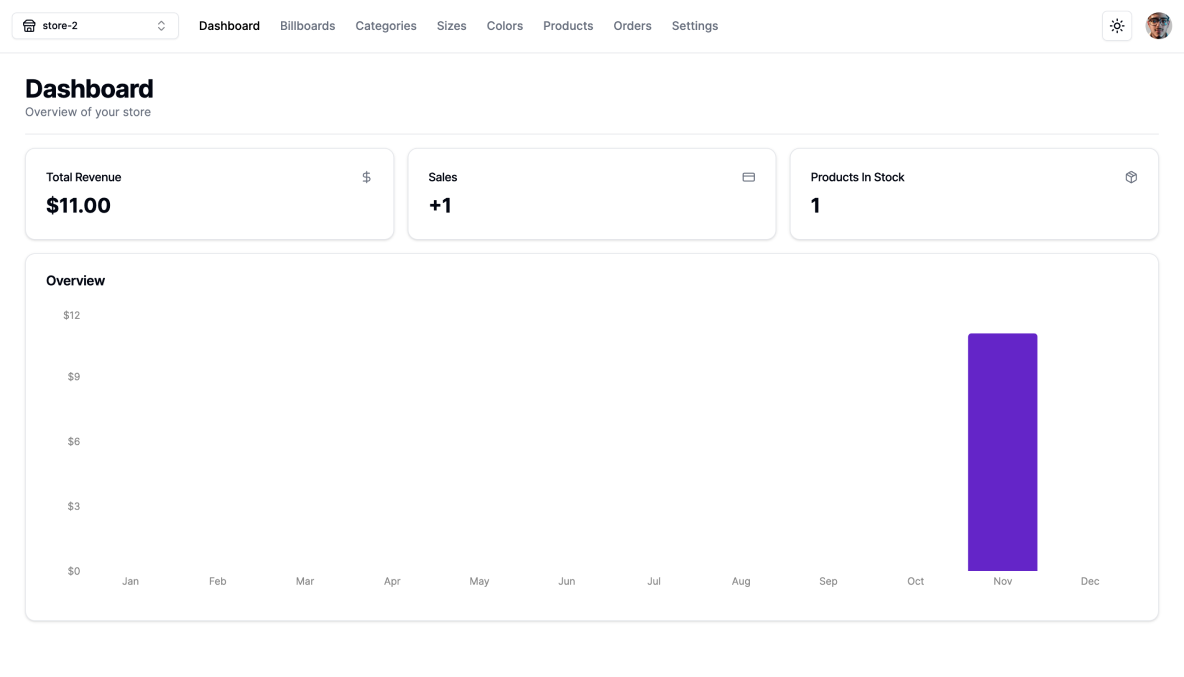 store-2 Dashboard Billboards Categories Sizes Colors Products Orders Settings
Dashboard
Overview of your store
Total Revenue
$11.00
Sales
+1
Products In Stock
1
Overview
$12
$9
$6
$3
$0
Jan Feb Mar Apr May Jun Jul Aug Sep Oct Nov Dec